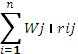 n
∑ Wj ı rij
i=1